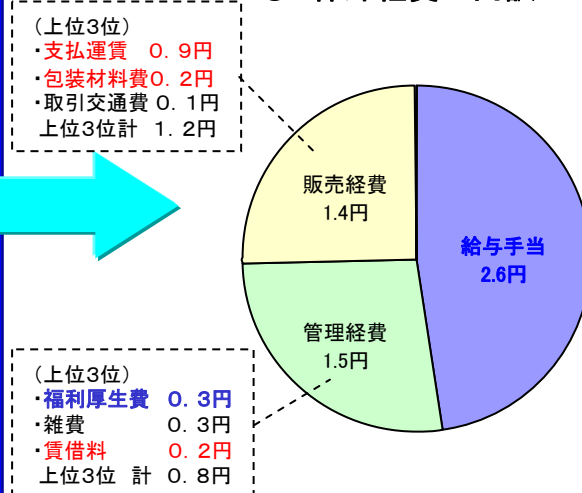 (上位3位)
・支払運賃 0.9円
・包装材料費0.2円
・取引交通費 0.1円
上位3位計 1.2円
販売経費
1.4円
給与手当
2.6円
管理経費
1.5円
(上位3位)
・福利厚生費 0.3円
・雑費 0.3円
・賃借料 0.2円
上位3位 計 0.8円